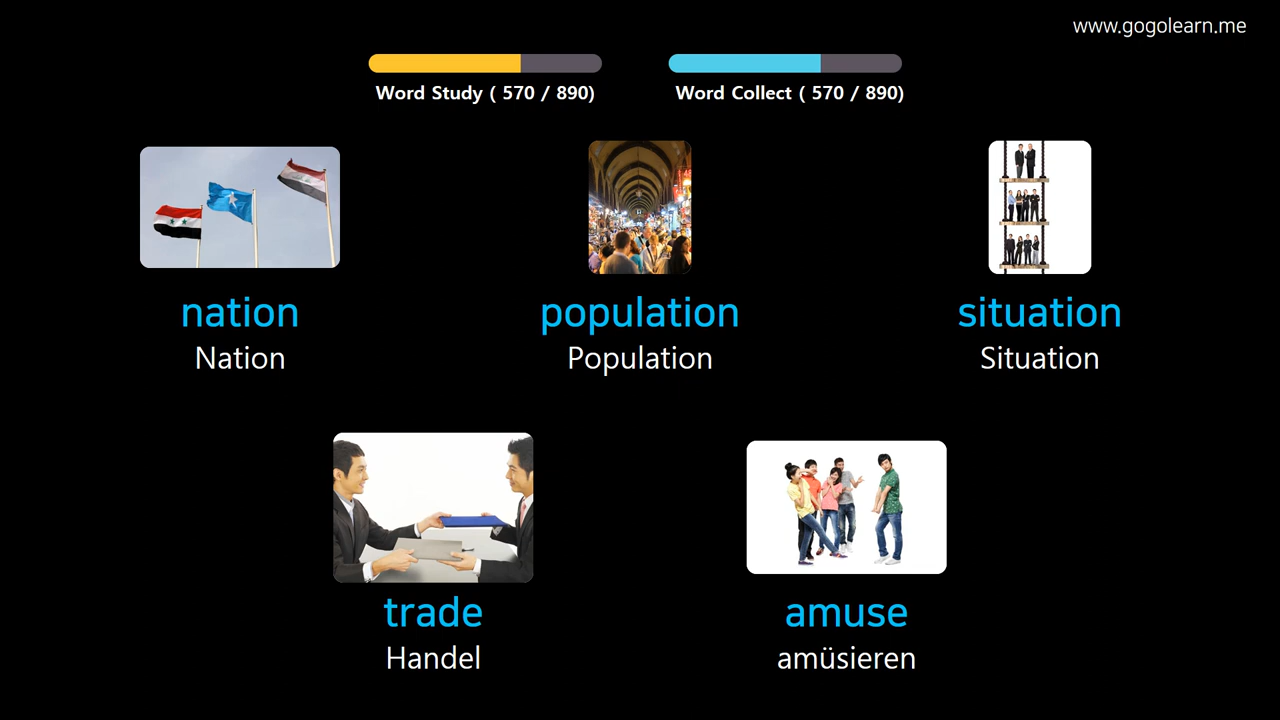 www.gogolearn.me
Word Study ( 570 / 890)
Word Collect ( 570 / 890)
nation
Nation
population
Population
situation
Situation
trade
Handel
amuse
amüsieren